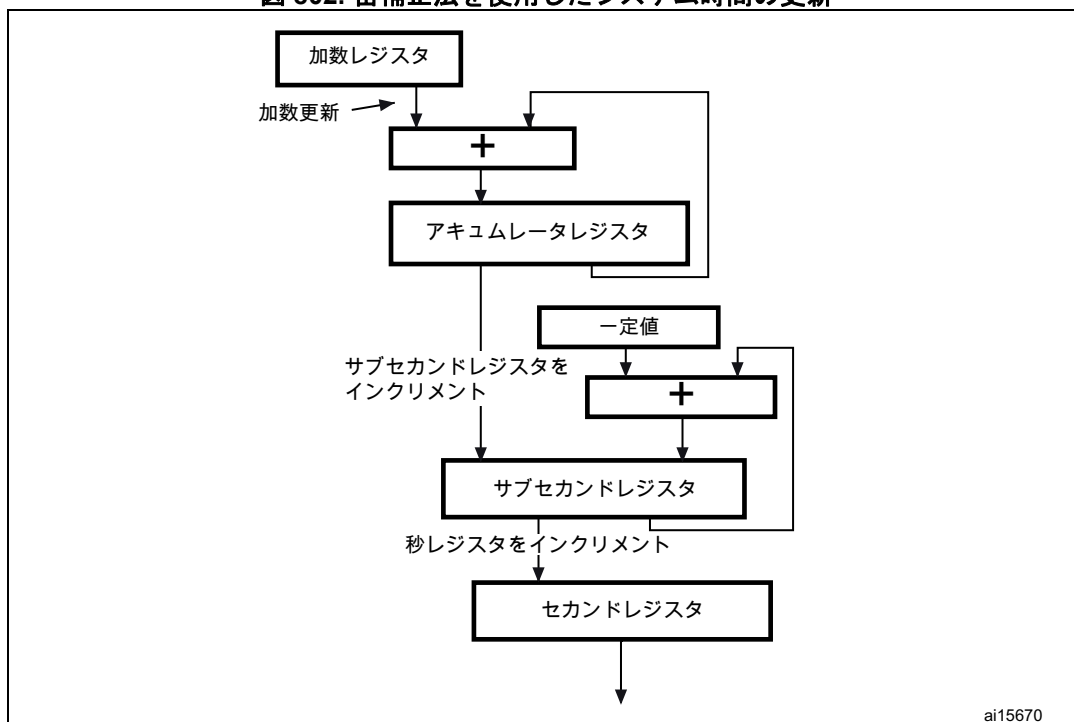 加数レジスタ
加数更新
+
アキュムレータレジスタ
一定値
サブセカンドレジスタを
インクリメント
+
サブセカンドレジスタ
秒レジスタをインクリメント
セカンドレジスタ
ai15670